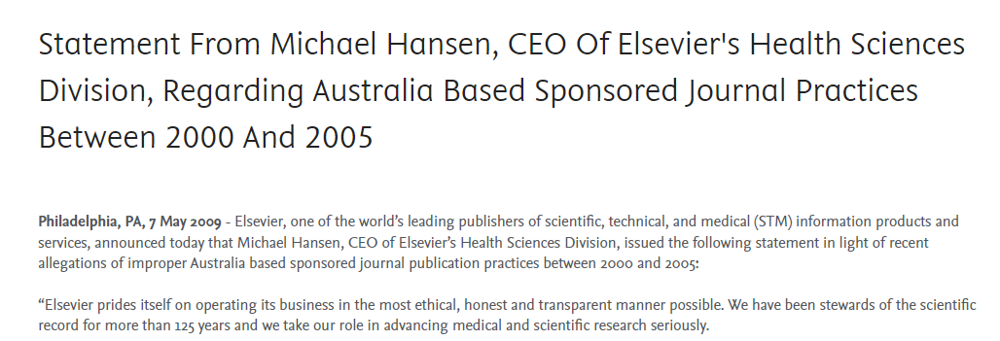 Statement From Michael Hansen, CEO Of Elsevier's Health Sciences
Division, Regarding Australia Based Sponsored Journal Practices
Between 2000 And 2005
Philadelphia, PA, 7 May 2009 - Elsevier, one of the world’s leading publishers of scientific, technical, and medical (STM) information products and
services, announced today that Michael Hansen, CEO of Elsevier’s Health Sciences Division, issued the following statement in light of recent
allegations of improper Australia based sponsored journal publication practices between 2000 and 2005:
“Elsevier prides itself on operating its business in the most ethical, honest and transparent manner possible. We have been stewards of the scientific
record for more than 125 years and we take our role in advancing medical and scientific research seriously.